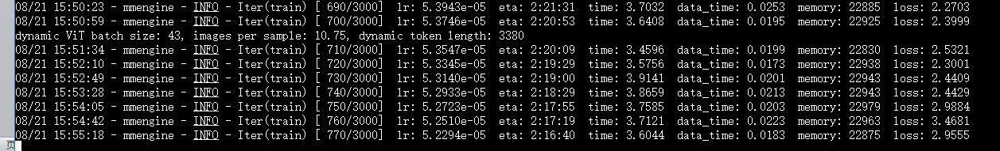 08/21 15:50:23 - mmengine - INFO - Iter(train) [ 690/3000]  lr: 5.3943e-05  eta: 2:21:31  time: 3.7032  data_time: 0.0253  memory: 22885  loss: 2.2703
08/21 15:50:59 - mmengine - INFO - Iter(train) [ 700/3000]  lr: 5.3746e-05  eta: 2:20:53  time: 3.6408  data_time: 0.0195  memory: 22925  loss: 2.3999
dynamic ViT batch size: 43, images per sample: 10.75, dynamic token length: 3380
08/21 15:51:34 - mmengine - INFO - Iter(train) [ 710/3000]  lr: 5.3547e-05  eta: 2:20:09  time: 3.4596  data_time: 0.0199  memory: 22830  loss: 2.5321
08/21 15:52:10 - mmengine - INFO - Iter(train) [ 720/3000]  lr: 5.3345e-05  eta: 2:19:29  time: 3.5756  data_time: 0.0173  memory: 22938  loss: 2.3001
08/21 15:52:49 - mmengine - INFO - Iter(train) [ 730/3000]  lr: 5.3140e-05  eta: 2:19:00  time: 3.9141  data_time: 0.0201  memory: 22943  loss: 2.4409
08/21 15:53:28 - mmengine - INFO - Iter(train) [ 740/3000]  lr: 5.2933e-05  eta: 2:18:29  time: 3.8659  data_time: 0.0213  memory: 22943  loss: 2.4429
08/21 15:54:05 - mmengine - INFO - Iter(train) [ 750/3000]  lr: 5.2723e-05  eta: 2:17:55  time: 3.7585  data_time: 0.0203  memory: 22979  loss: 2.9884
08/21 15:54:42 - mmengine - INFO - Iter(train) [ 760/3000]  lr: 5.2510e-05  eta: 2:17:19  time: 3.7121  data_time: 0.0223  memory: 22963  loss: 3.4681
08/21 15:55:18 - mmengine - INFO - Iter(train) [ 770/3000]  lr: 5.2294e-05  eta: 2:16:40  time: 3.6044  data_time: 0.0183  memory: 22875  loss: 2.9555
页